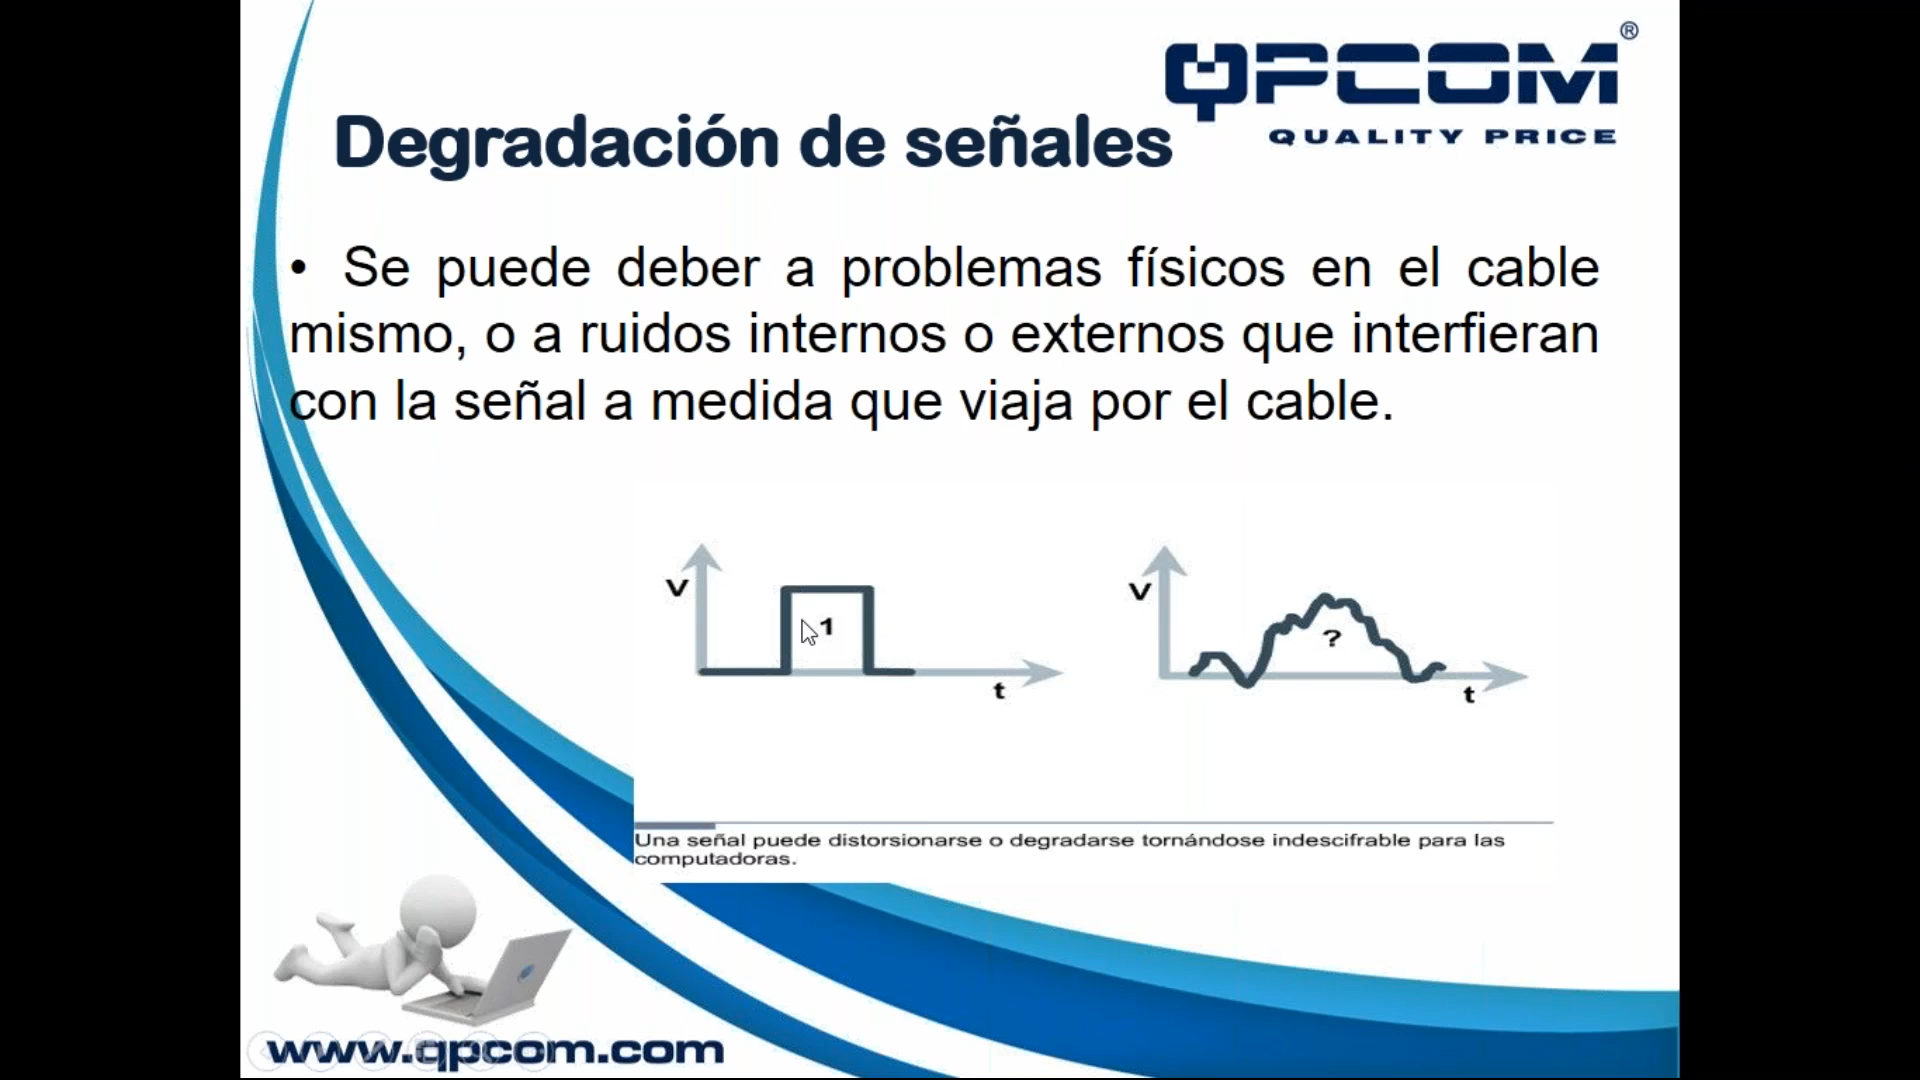 QPCOM®
QUALITY PRICE
Degradación de señales
• Se puede deber a problemas físicos en el cable
mismo, o a ruidos internos o externos que interfieran
con la señal a medida que viaja por el cable.
V
1
t
V
?
t
Una señal puede distorsionarse o degradarse tornándose indescifrable para las
computadoras.
www.qpcom.com